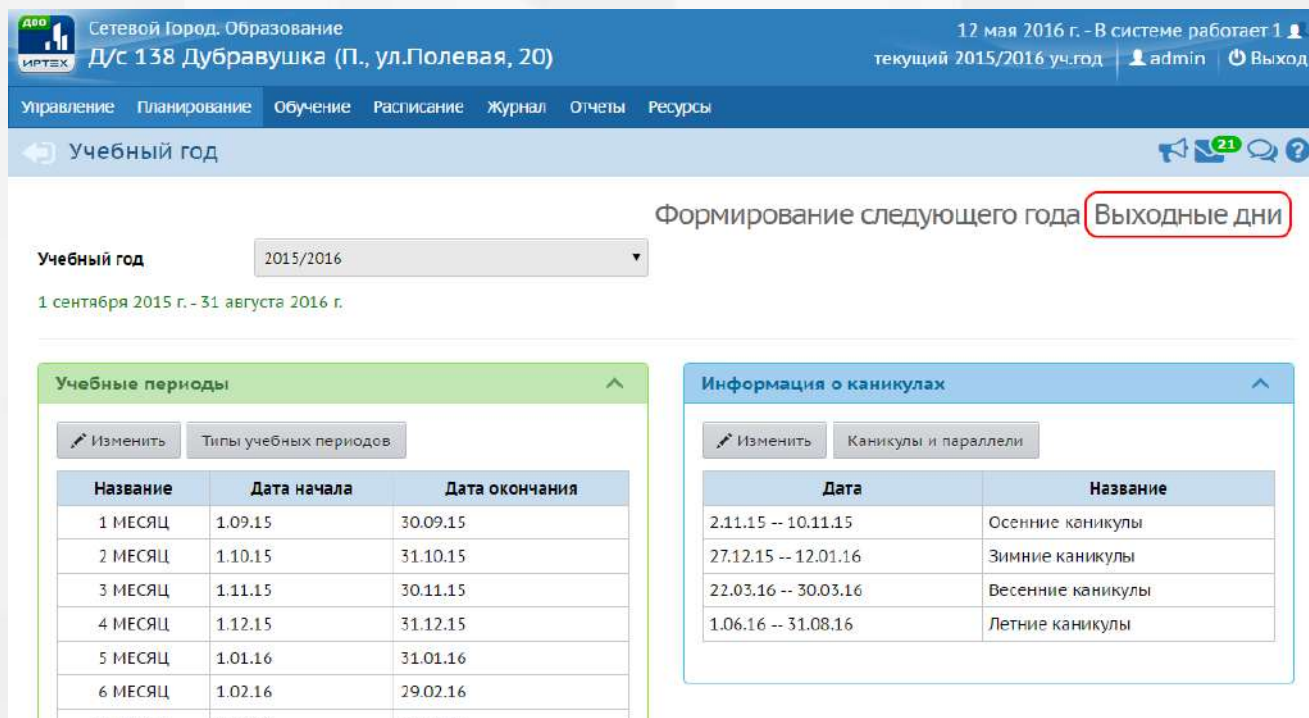 ДОО
ИРТЕХ
Сетевой Город. Образование
Д/с 138 Дубравушка (П., ул.Полевая, 20)
12 мая 2016 г. - В системе работает 1
текущий 2015/2016 уч.год admin Выход
Управление Планирование Обучение Расписание Журнал Отчеты Ресурсы
Учебный год
21
Формирование следующего года Выходные дни
Учебный год 2015/2016
1 сентября 2015 г. - 31 августа 2016 г.
Учебные периоды
Изменить Типы учебных периодов
Название Дата начала Дата окончания
1 МЕСЯЦ 1.09.15 30.09.15
2 МЕСЯЦ 1.10.15 31.10.15
3 МЕСЯЦ 1.11.15 30.11.15
4 МЕСЯЦ 1.12.15 31.12.15
5 МЕСЯЦ 1.01.16 31.01.16
6 МЕСЯЦ 1.02.16 29.02.16
Информация о каникулах
Изменить Каникулы и параллели
Дата Название
2.11.15 -- 10.11.15 Осенние каникулы
27.12.15 -- 12.01.16 Зимние каникулы
22.03.16 -- 30.03.16 Весенние каникулы
1.06.16 -- 31.08.16 Летние каникулы